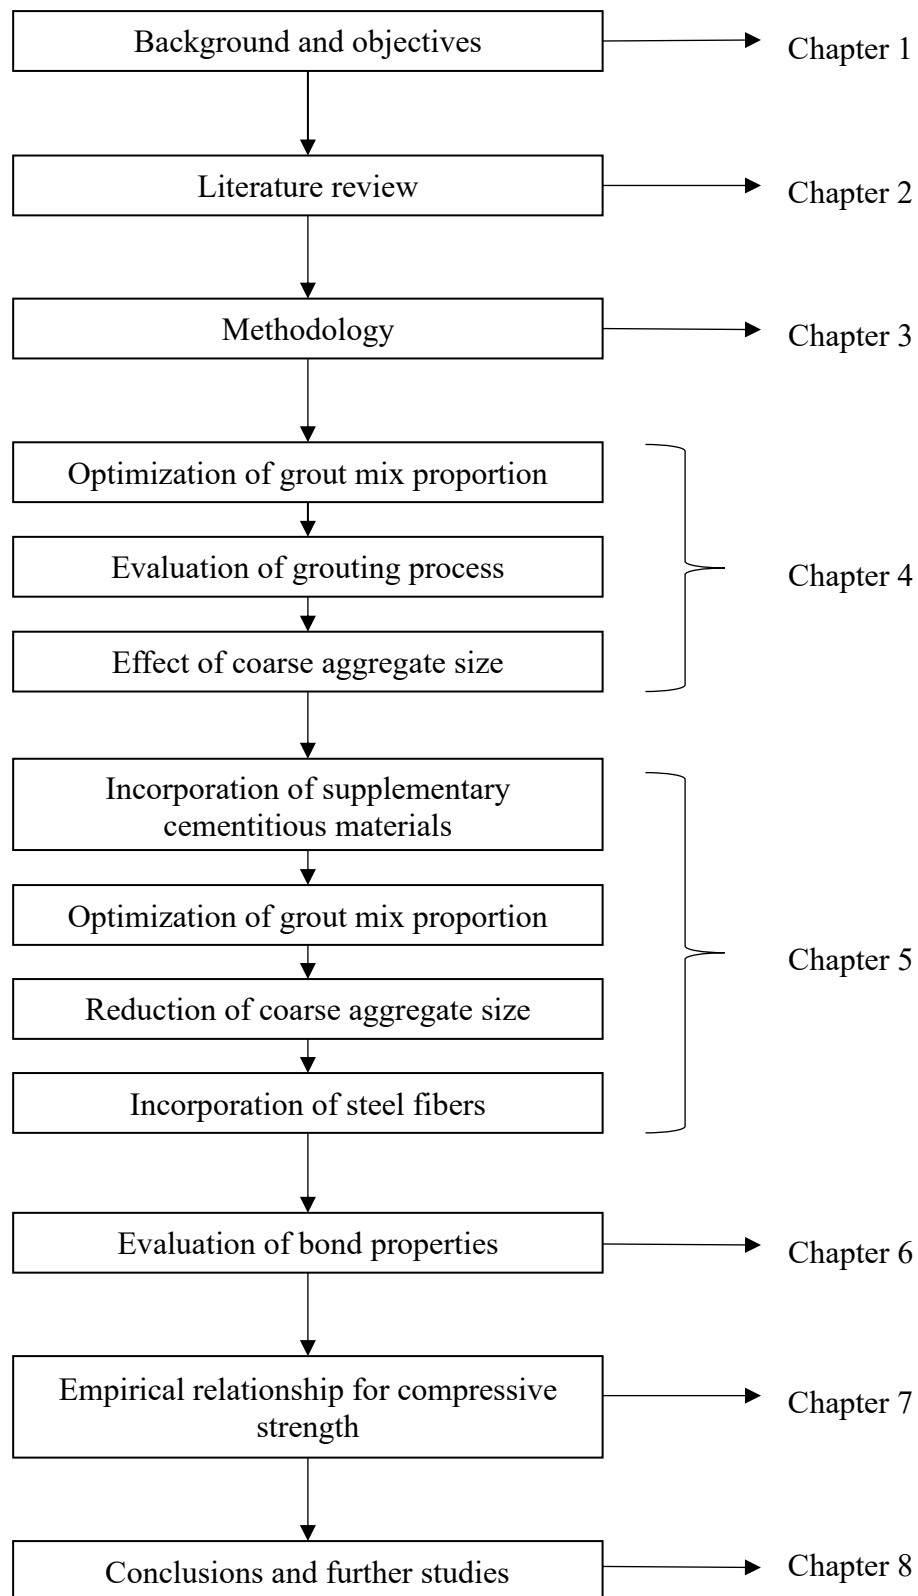 Background and objectives
Chapter 1
Literature review
Chapter 2
Methodology
Chapter 3
Optimization of grout mix proportion
Evaluation of grouting process
Chapter 4
Effect of coarse aggregate size
Incorporation of supplementary
cementitious materials
Optimization of grout mix proportion
Chapter 5
Reduction of coarse aggregate size
Incorporation of steel fibers
Evaluation of bond properties
Chapter 6
Empirical relationship for compressive
strength
Chapter 7
Conclusions and further studies
Chapter 8